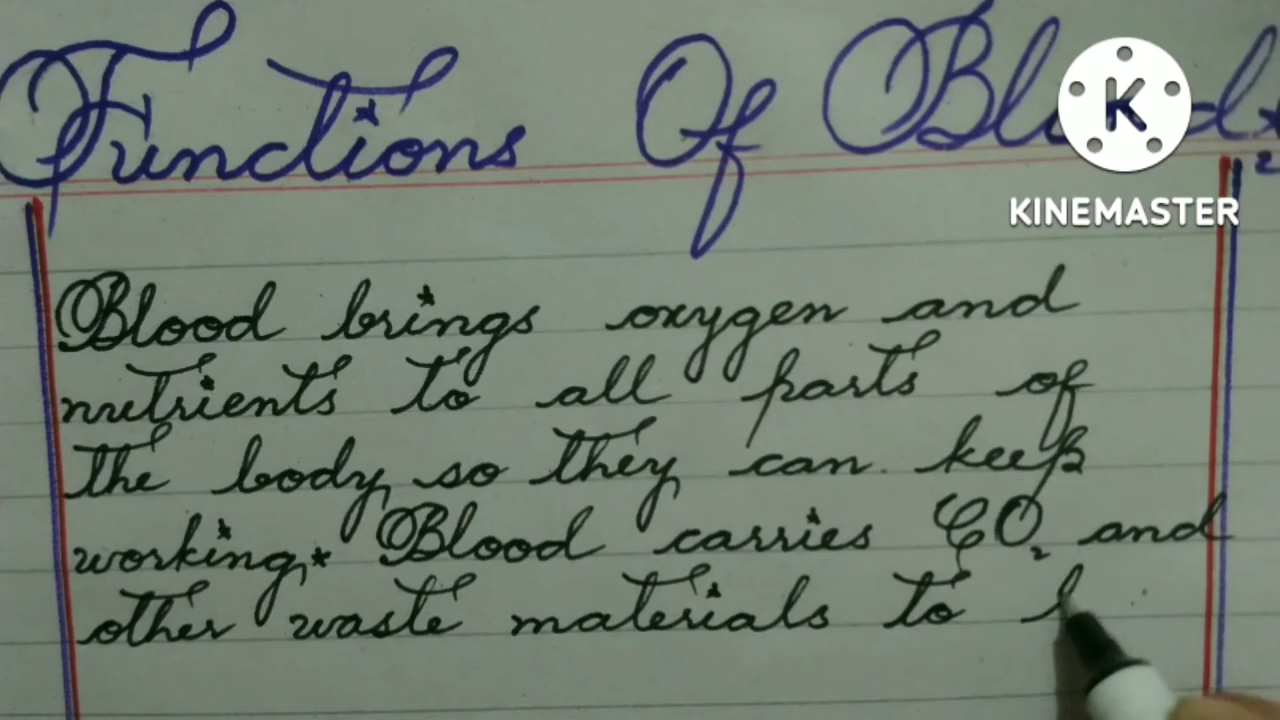 Functions Of Blood
Blood brings oxygen and
nutrients to all parts of
the body so they can keep
working. Blood carries CO₂ and
other waste materials to
K
KINEMASTER